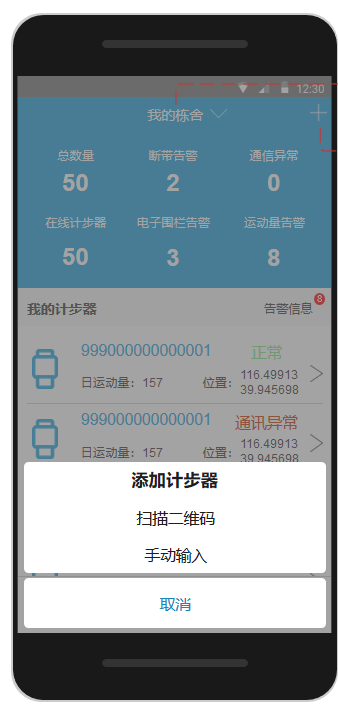 12:30
我的栋舍
总数量 断带告警 通信异常
50 2 0
在线计步器 电子围栏告警 运动量告警
50 3 8
我的计步器 告警信息 8
999000000000001 正常
日运动量：157 位置： 116.49913
39.945698
999000000000001 通讯异常
日运动量：157 位置： 116.49913
39.945698
添加计步器
扫描二维码
手动输入
取消